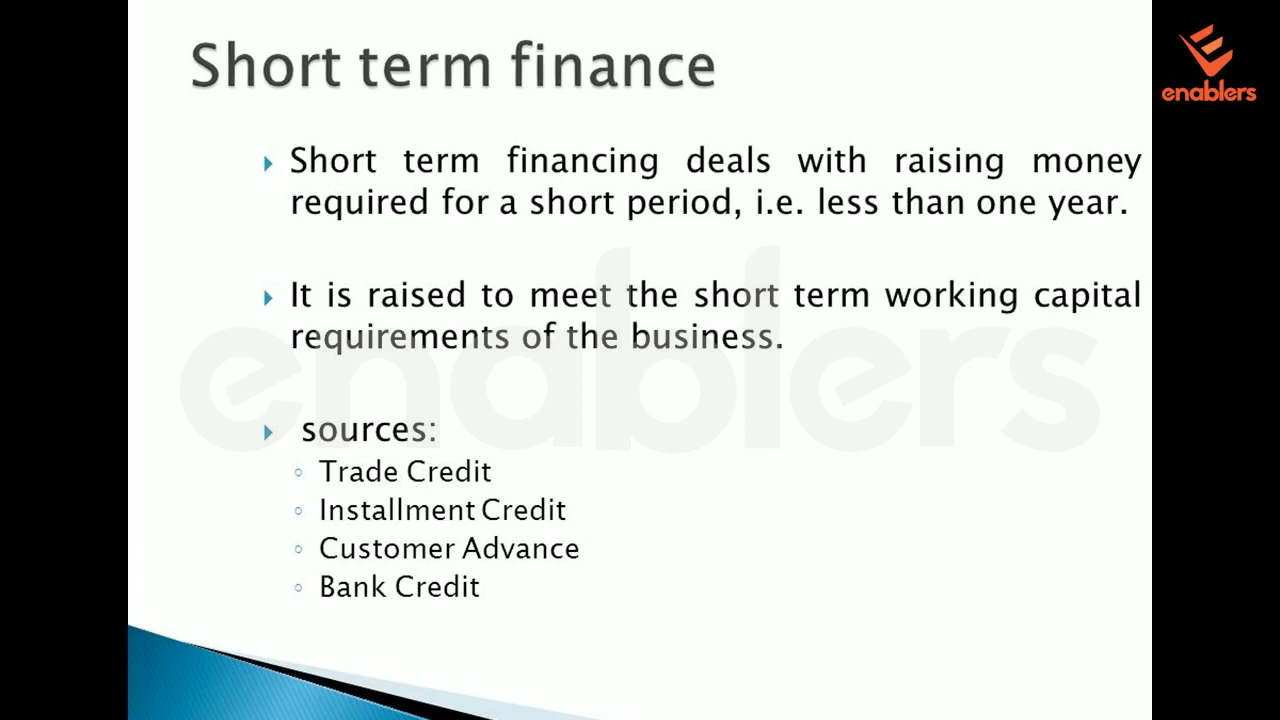 Short term finance
enablers
Short term financing deals with raising money
required for a short period, i.e. less than one year.
It is raised to meet the short term working capital
requirements of the business.
enablers
sources:
Trade Credit
Installment Credit
Customer Advance
Bank Credit